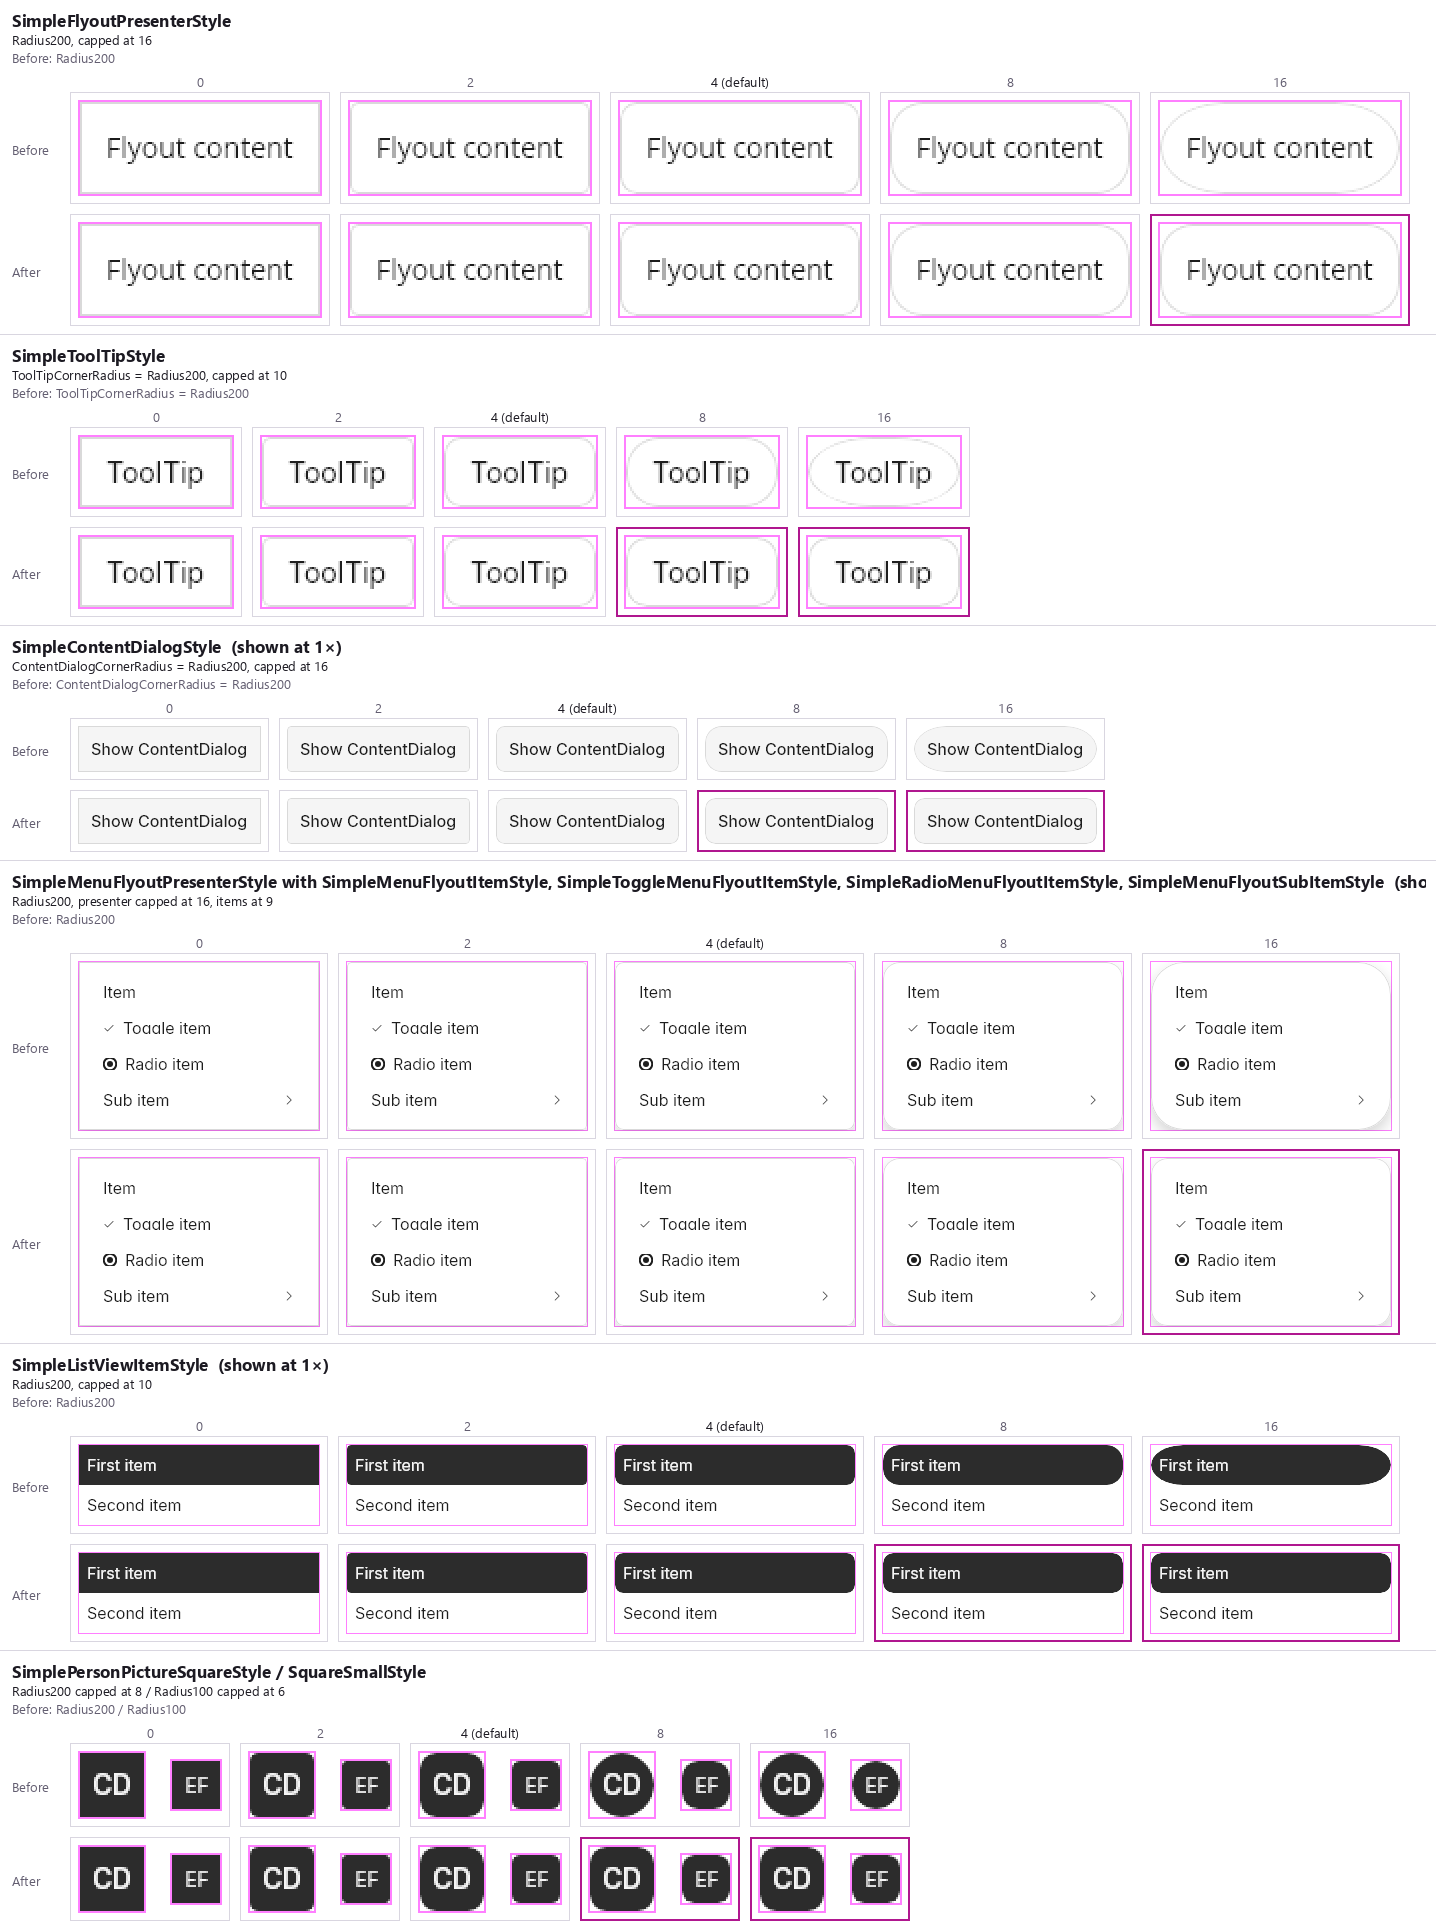 SimpleFlyoutPresenterStyle
Radius200, capped at 16
Before: Radius200
0 2 4 (default) 8 16
Before Flyout content Flyout content Flyout content Flyout content Flyout content
After Flyout content Flyout content Flyout content Flyout content Flyout content
SimpleToolTipStyle
ToolTipCornerRadius = Radius200, capped at 10
Before: ToolTipCornerRadius = Radius200
0 2 4 (default) 8 16
Before ToolTip ToolTip ToolTip ToolTip ToolTip
After ToolTip ToolTip ToolTip ToolTip ToolTip
SimpleContentDialogStyle (shown at 1×)
ContentDialogCornerRadius = Radius200, capped at 16
Before: ContentDialogCornerRadius = Radius200
0 2 4 (default) 8 16
Before Show ContentDialog Show ContentDialog Show ContentDialog Show ContentDialog Show ContentDialog
After Show ContentDialog Show ContentDialog Show ContentDialog Show ContentDialog Show ContentDialog
SimpleMenuFlyoutPresenterStyle with SimpleMenuFlyoutItemStyle, SimpleToggleMenuFlyoutItemStyle, SimpleRadioMenuFlyoutItemStyle, SimpleMenuFlyoutSubItemStyle (sho
Radius200, presenter capped at 16, items at 9
Before: Radius200
0 2 4 (default) 8 16
Item Item Item Item Item
Toggle item Toggle item Toggle item Toggle item Toggle item
Before Radio item Radio item Radio item Radio item Radio item
Sub item Sub item Sub item Sub item Sub item
Item Item Item Item Item
Toggle item Toggle item Toggle item Toggle item Toggle item
After Radio item Radio item Radio item Radio item Radio item
Sub item Sub item Sub item Sub item Sub item
SimpleListViewItemStyle (shown at 1×)
Radius200, capped at 10
Before: Radius200
0 2 4 (default) 8 16
First item First item First item First item First item
Before
Second item Second item Second item Second item Second item
First item First item First item First item First item
After
Second item Second item Second item Second item Second item
SimplePersonPictureSquareStyle / SquareSmallStyle
Radius200 capped at 8 / Radius100 capped at 6
Before: Radius200 / Radius100
0 2 4 (default) 8 16
Before CD EF CD EF CD EF CD EF CD EF
After CD EF CD EF CD EF CD EF CD EF